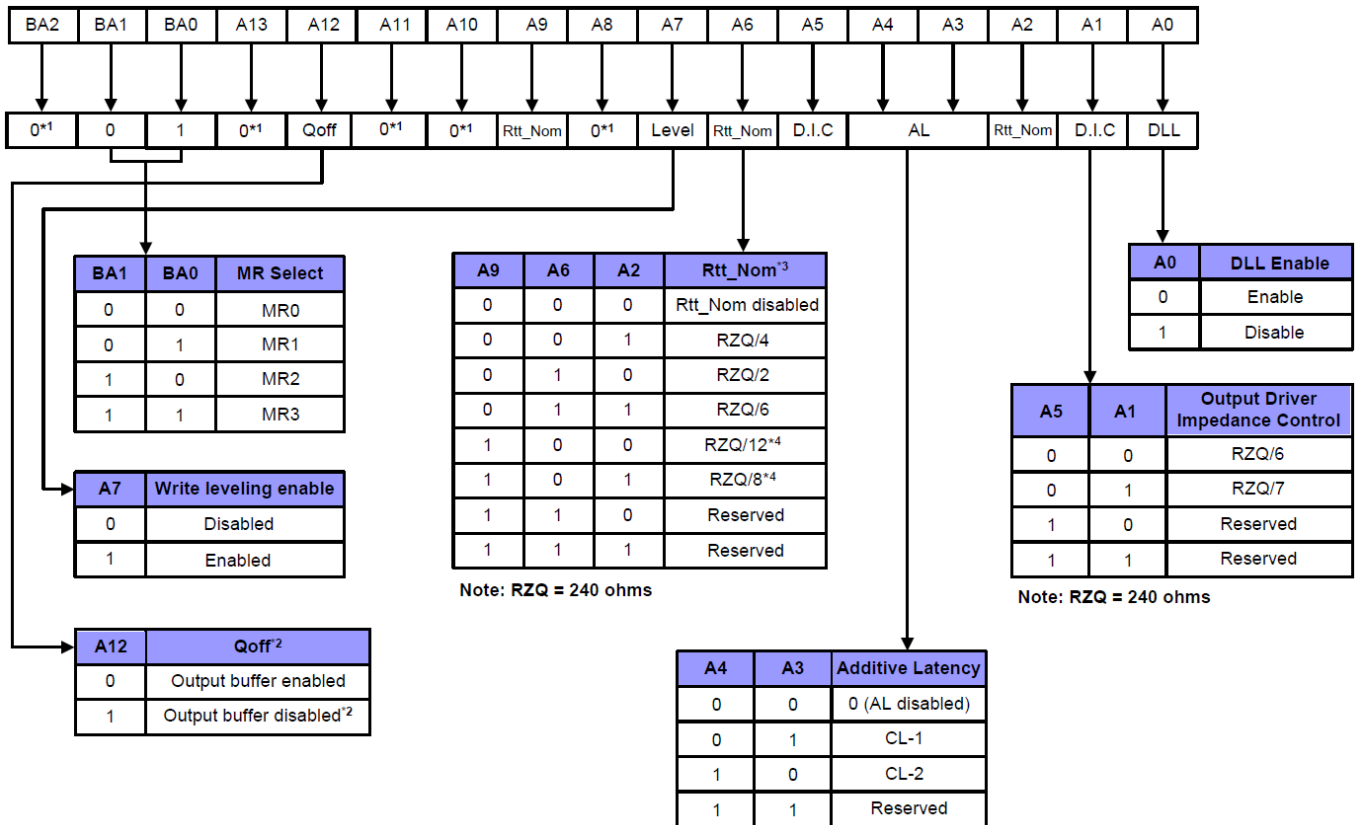 BA2 BA1 BA0 A13 A12 A11 A10 A9 A8 A7 A6 A5 A4 A3 A2 A1 A0
0*1 0 1 0*1 Qoff 0*1 0*1 Rtt_Nom 0*1 Level Rtt_Nom D.I.C AL Rtt_Nom D.I.C DLL
BA1 BA0 MR Select
0 0 MR0
0 1 MR1
1 0 MR2
1 1 MR3
A7 Write leveling enable
0 Disabled
1 Enabled
A12 Qoff*2
0 Output buffer enabled
1 Output buffer disabled*2
A9 A6 A2 Rtt_Nom*3
0 0 0 Rtt_Nom disabled
0 0 1 RZQ/4
0 1 0 RZQ/2
0 1 1 RZQ/6
1 0 0 RZQ/12*4
1 0 1 RZQ/8*4
1 1 0 Reserved
1 1 1 Reserved
Note: RZQ = 240 ohms
A4 A3 Additive Latency
0 0 0 (AL disabled)
0 1 CL-1
1 0 CL-2
1 1 Reserved
A0 DLL Enable
0 Enable
1 Disable
A5 A1 Output Driver
Impedance Control
0 0 RZQ/6
0 1 RZQ/7
1 0 Reserved
1 1 Reserved
Note: RZQ = 240 ohms